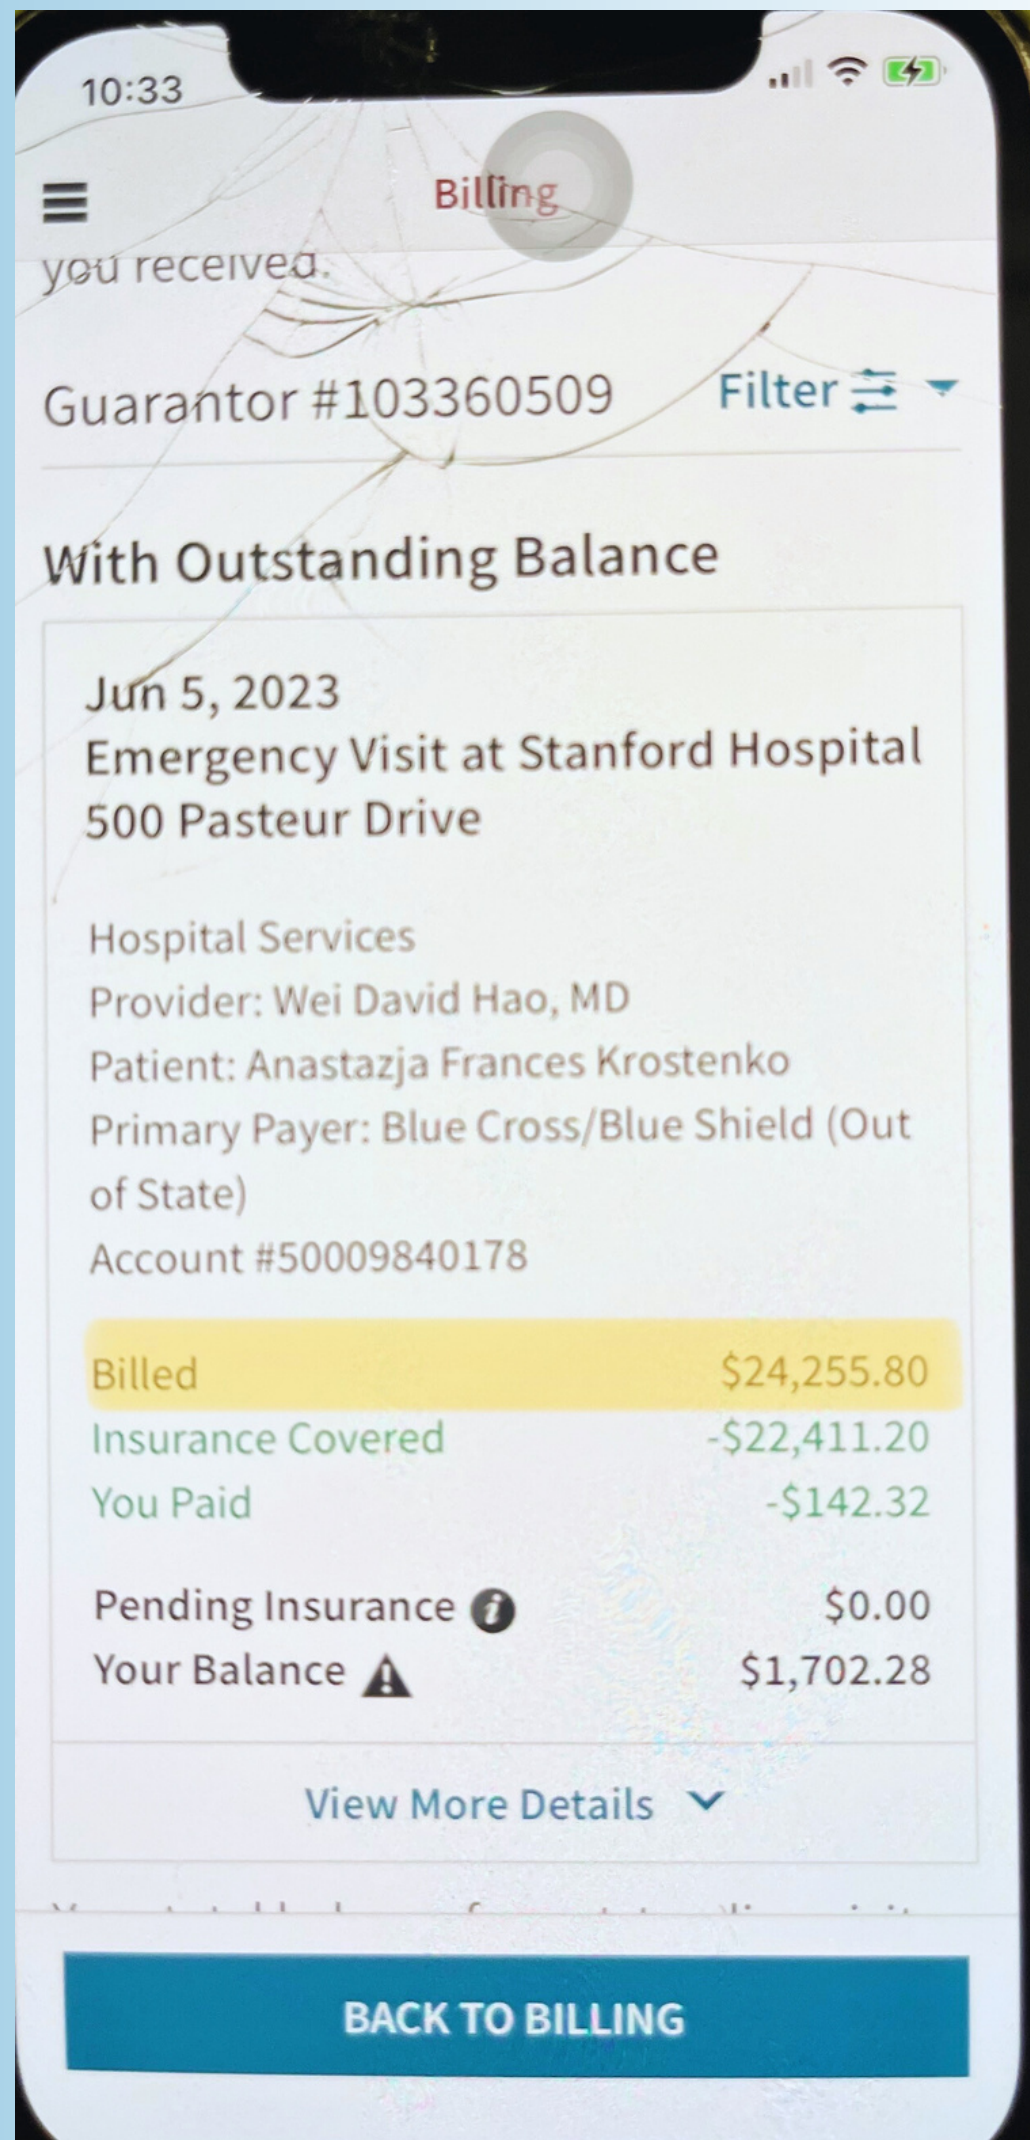 10:33
Billing
you received.
Guarantor #103360509
Filter
With Outstanding Balance
Jun 5, 2023
Emergency Visit at Stanford Hospital
500 Pasteur Drive
Hospital Services
Provider: Wei David Hao, MD
Patient: Anastazja Frances Krostenko
Primary Payer: Blue Cross/Blue Shield (Out
of State)
Account #50009840178
Billed $24,255.80
Insurance Covered -$22,411.20
You Paid -$142.32
Pending Insurance $0.00
Your Balance $1,702.28
View More Details
BACK TO BILLING